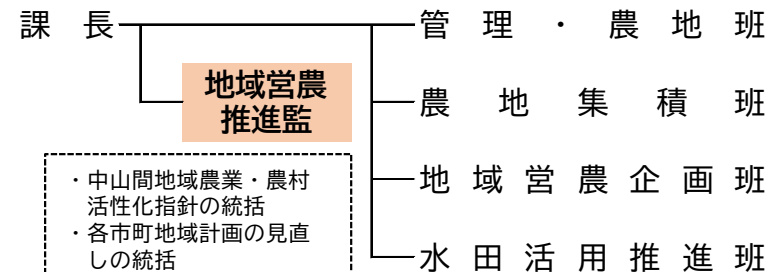 課長
管理・農地班
地域営農
推進監
農地集積班
・中山間地域農業・農村
活性化指針の統括
・各市町地域計画の見直
しの統括
地域営農企画班
水田活用推進班